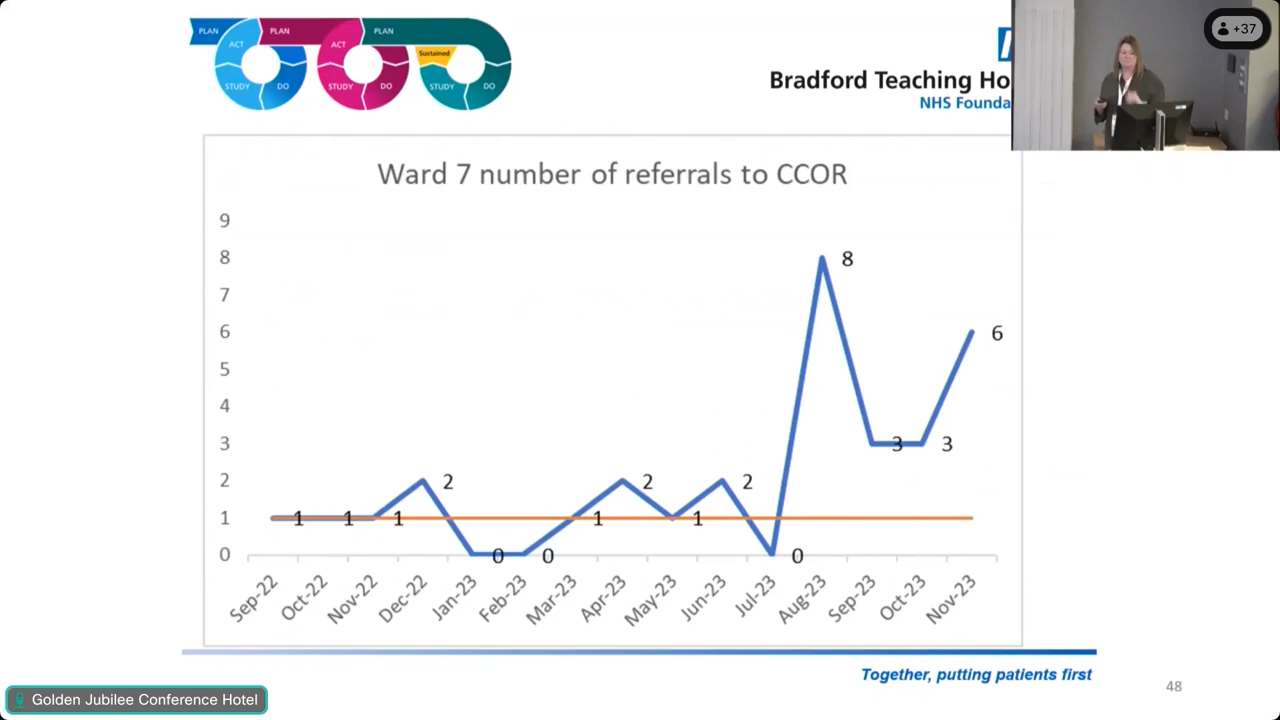 PLAN
PLAN
PLAN
ACT
ACT
Sustained
STUDY
DO
STUDY
DO
STUDY
DO
+37
Bradford Teaching Ho
NHS Founda
Ward 7 number of referrals to CCOR
9
8
7
6
5
4
3
2
1
0
1
1
1
2
0
0
1
2
1
2
0
8
3
3
6
Sep-22
Oct-22
Nov-22
Dec-22
Jan-23
Feb-23
Mar-23
Apr-23
May-23
Jun-23
Jul-23
Aug-23
Sep-23
Oct-23
Nov-23
Together, putting patients first
48
Golden Jubilee Conference Hotel